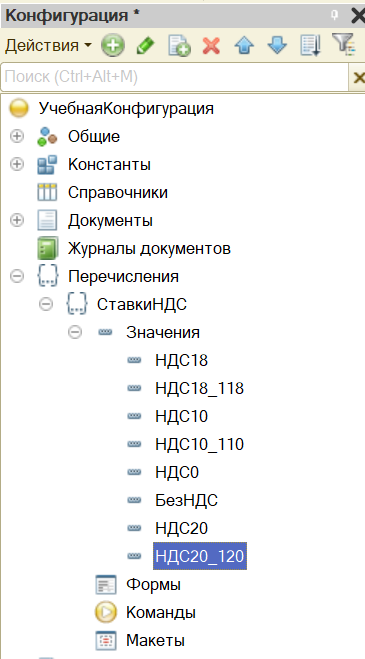 Конфигурация *
Действия
Поиск (Ctrl+Alt+M)
УчебнаяКонфигурация
Общие
Константы
Справочники
Документы
Журналы документов
Перечисления
СтавкиНДС
Значения
НДС18
НДС18_118
НДС10
НДС10_110
НДС0
БезНДС
НДС20
НДС20_120
Формы
Команды
Макеты